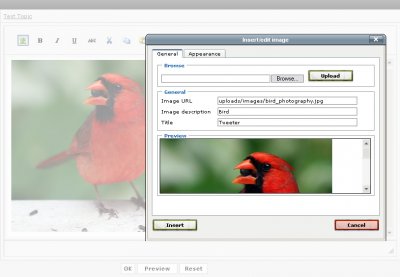 Test Topic
B I U ABC
Insert/edit image
General Appearance
Browse
Browse... Upload
General
Image URL uploads/images/bird_photography.jpg
Image description Bird
Title Tweeter
Preview
Insert Cancel
OK Preview Reset